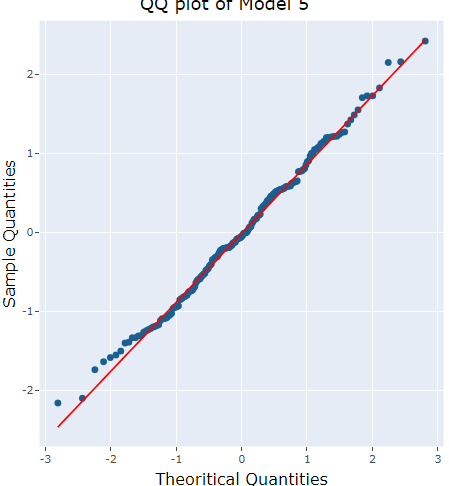 QQ plot of Model 5
2
1
0
-1
-2
-3 -2 -1 0 1 2 3
Sample Quantities
Theoritical Quantities